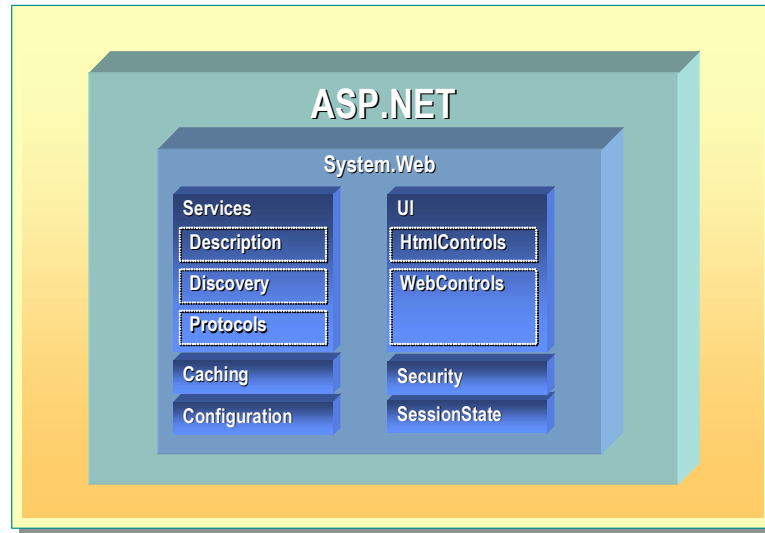 ASP.NET
System.Web
Services
Description
Discovery
Protocols
Caching
Configuration
UI
HtmlControls
WebControls
Security
SessionState